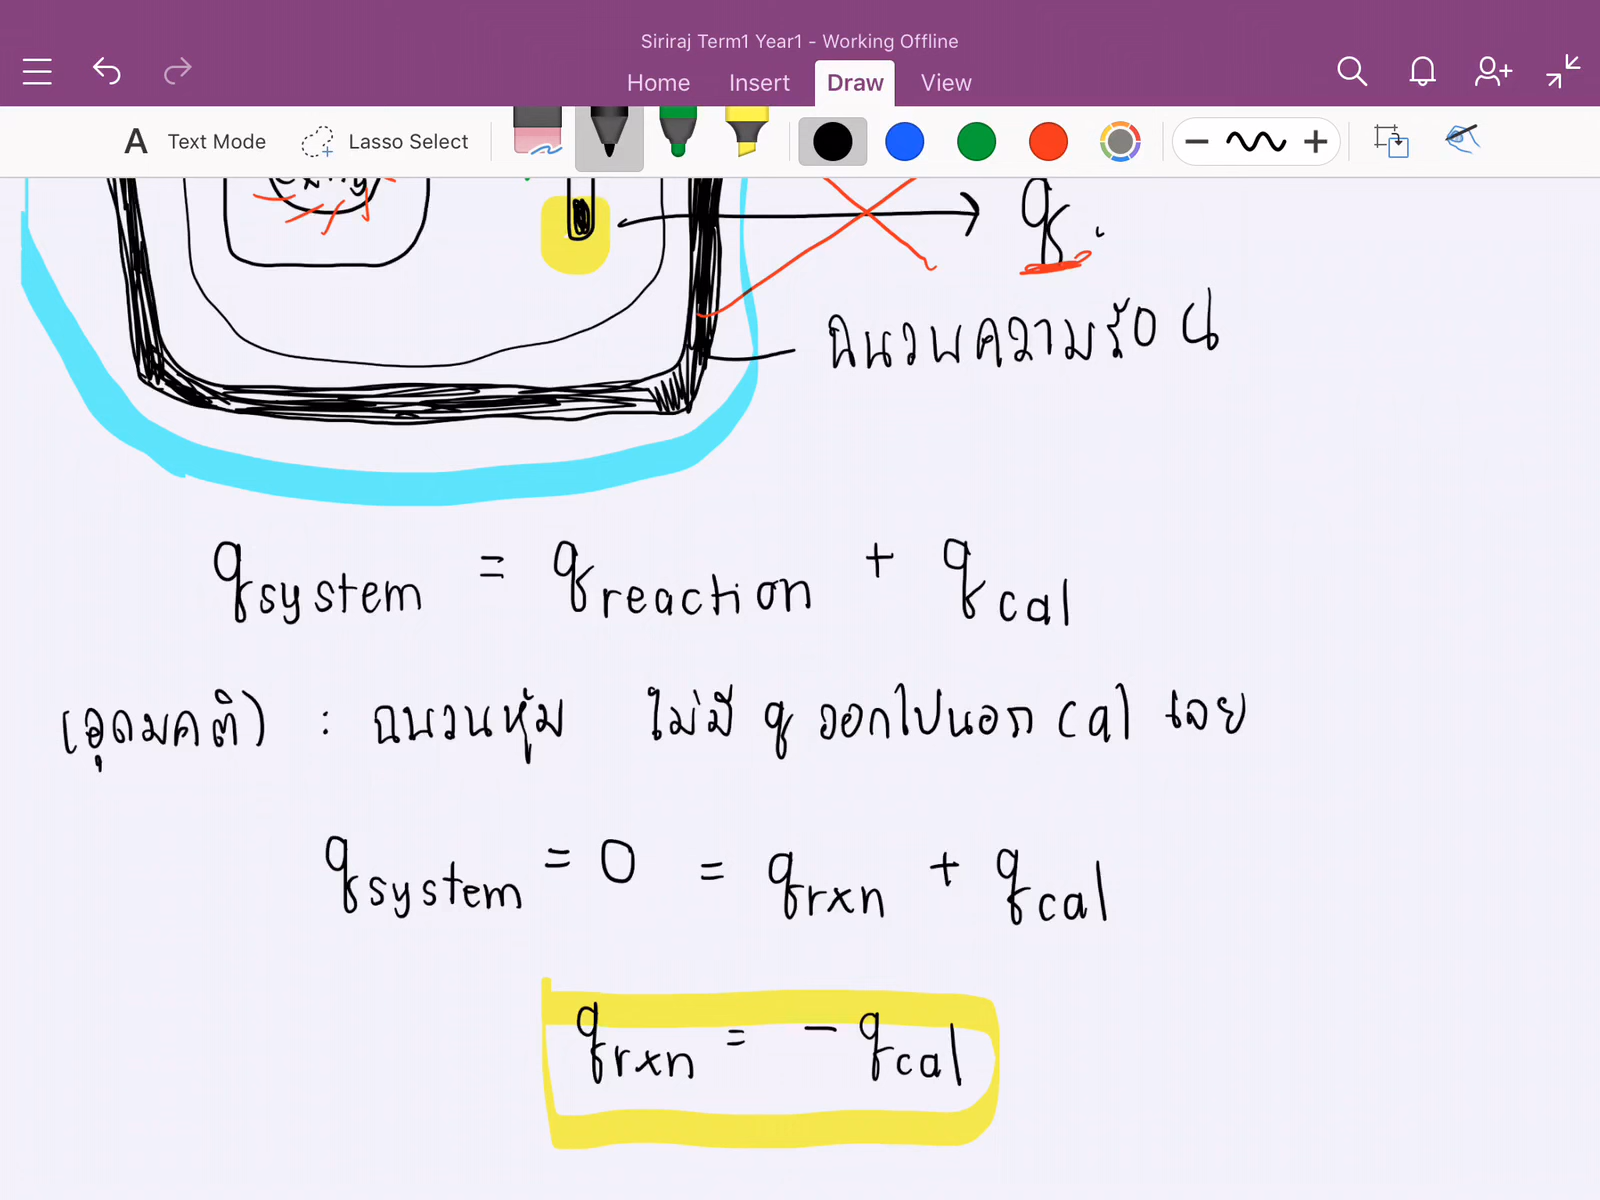 Siriraj Term1 Year1 - Working Offline
Home Insert Draw View
A Text Mode Lasso Select
q
ฉนวนความร้อน
q system = q reaction + q cal
(อุดมคติ) : ฉนวนหุ้ม ไม่มี q ออกไปนอก cal เลย
q system = 0 = q rxn + q cal
q rxn = - q cal